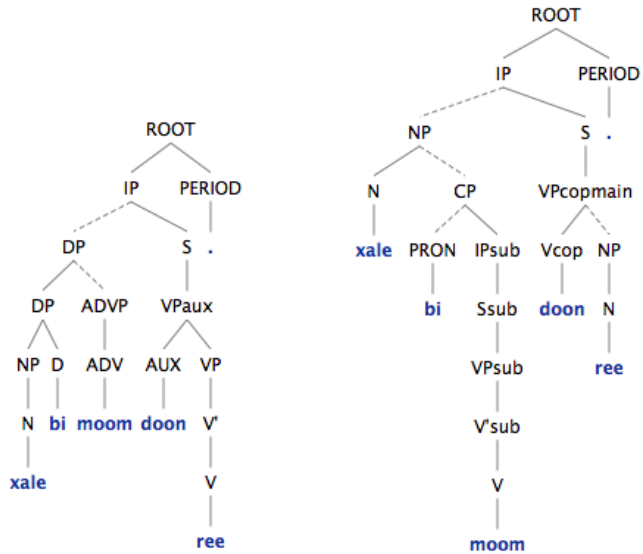 ROOT
IP PERIOD
DP S .
DP ADVP VPaux
NP D ADV AUX VP
N bi moom doon V'
xale V
ree
ROOT
IP PERIOD
NP S .
N CP VPcopmain
xale PRON IPsub Vcop NP
bi Ssub doon N
VPsub ree
V'sub
V
moom